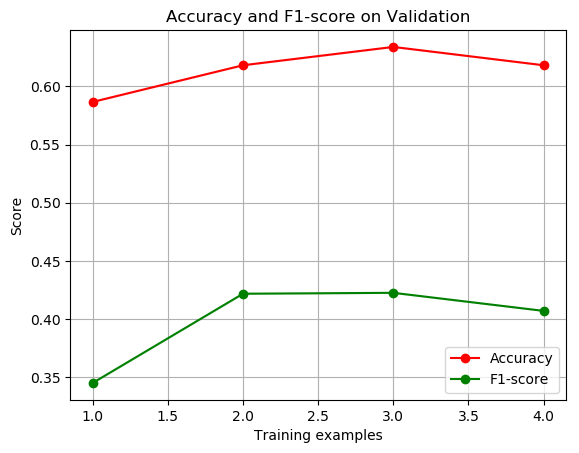 Accuracy and F1-score on Validation
Score
0.60
0.55
0.50
0.45
0.40
0.35
Accuracy
F1-score
1.0 1.5 2.0 2.5 3.0 3.5 4.0
Training examples